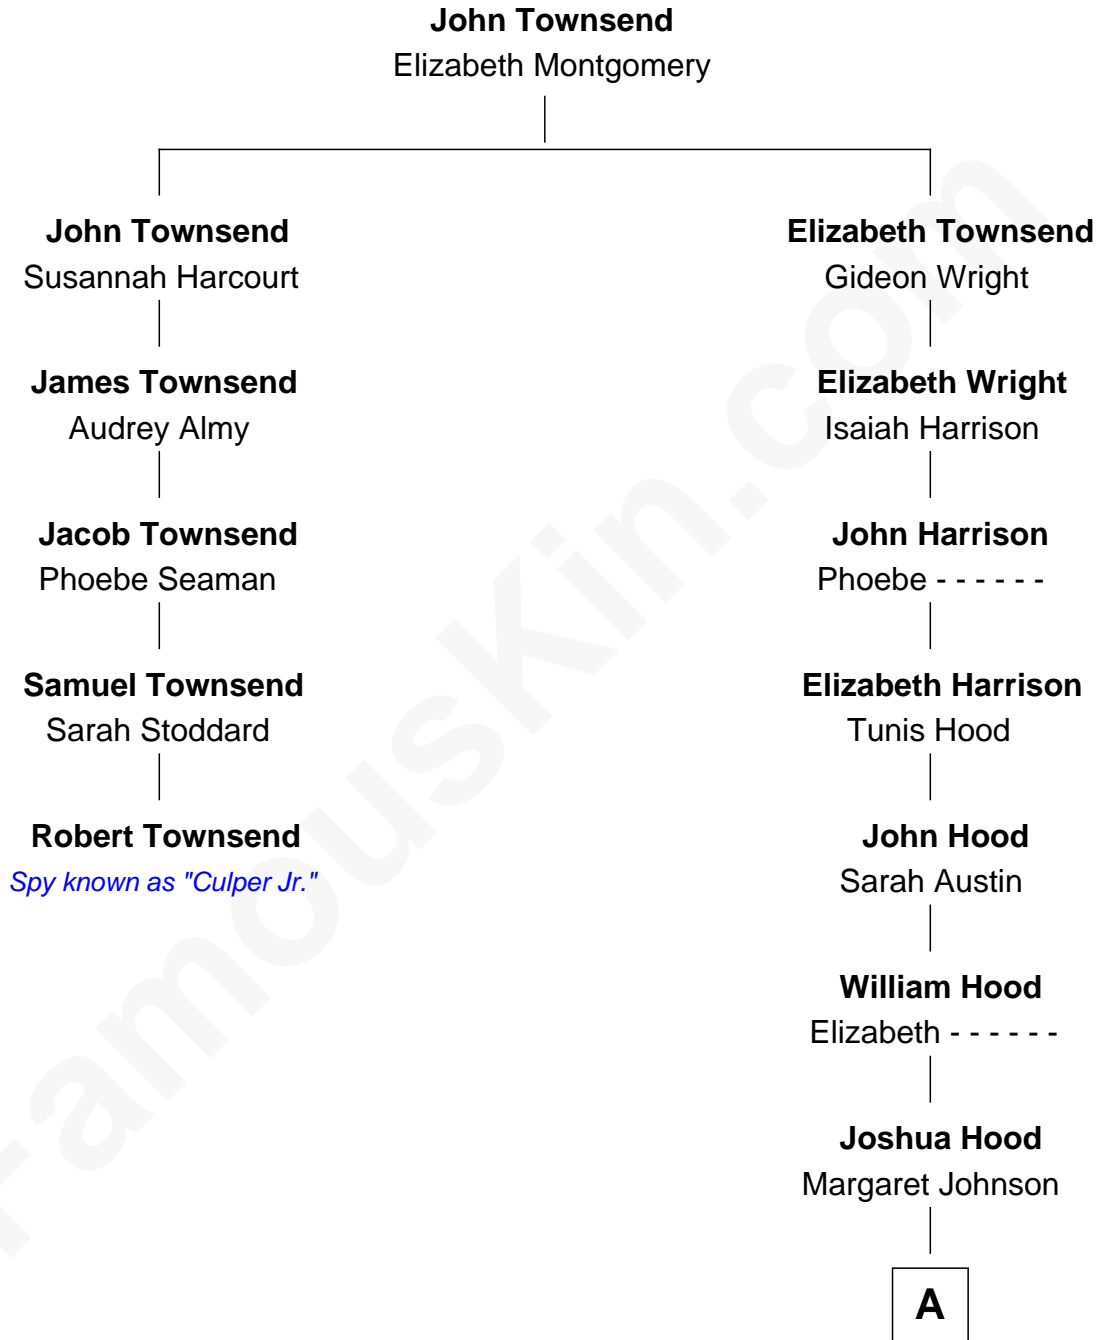 John Townsend
Elizabeth Montgomery
John Townsend
Susannah Harcourt
James Townsend
Audrey Almy
Jacob Townsend
Phoebe Seaman
Samuel Townsend
Sarah Stoddard
Robert Townsend
Spy known as "Culper Jr."
Elizabeth Townsend
Gideon Wright
Elizabeth Wright
Isaiah Harrison
John Harrison
Phoebe - - - - - -
Elizabeth Harrison
Tunis Hood
John Hood
Sarah Austin
William Hood
Elizabeth - - - - - -
Joshua Hood
Margaret Johnson
A
FamousKin.com